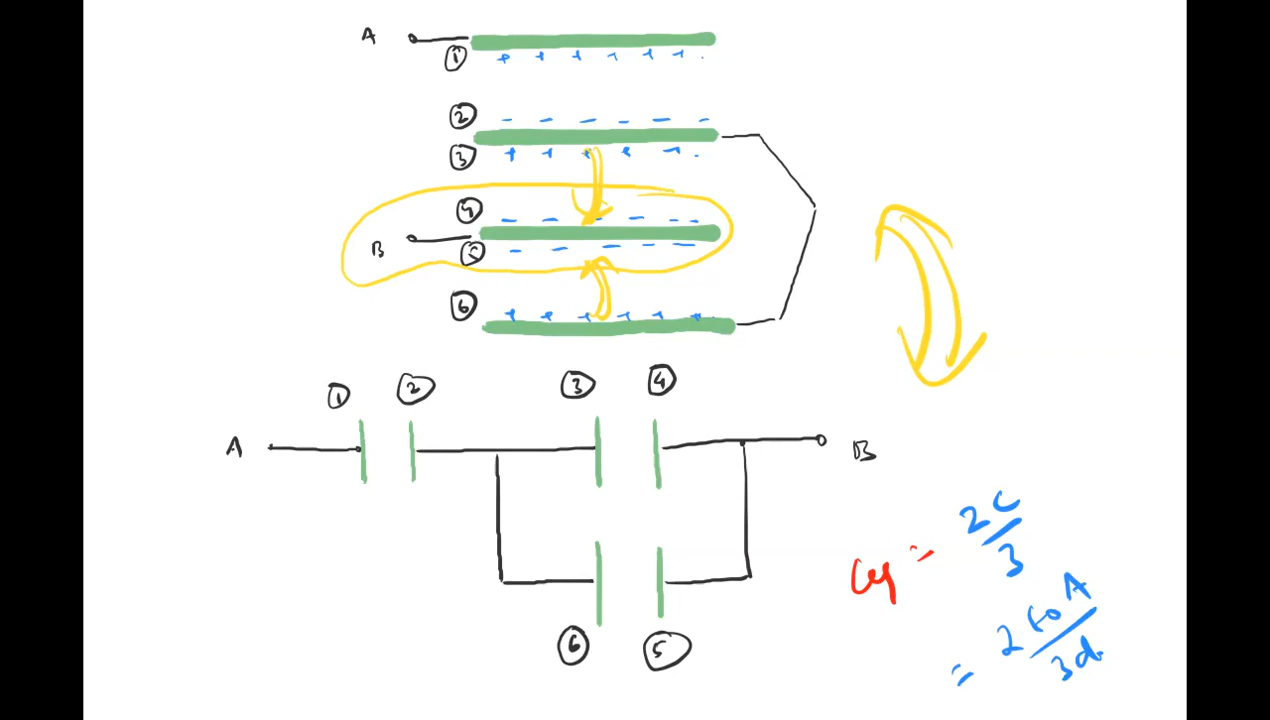 A
①
+ + + + + .
②
- - - - - -
③
+ + + + + .
④
- - - - - -
B
⑤
- - - - -
⑥
+ + + + + +
① ② ③ ④
A
B
⑥ ⑤
Ceq = 2C/3
= 2ε₀A/3d